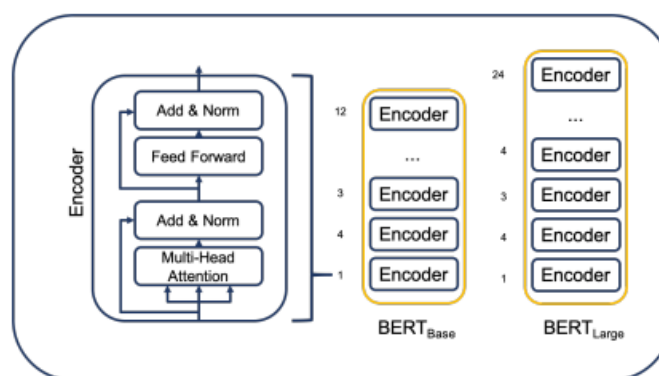 Encoder
Add & Norm
Feed Forward
Add & Norm
Multi-Head
Attention
12
Encoder
...
3
Encoder
4
Encoder
1
Encoder
BERTBase
24
Encoder
...
4
Encoder
3
Encoder
4
Encoder
1
Encoder
BERTLarge